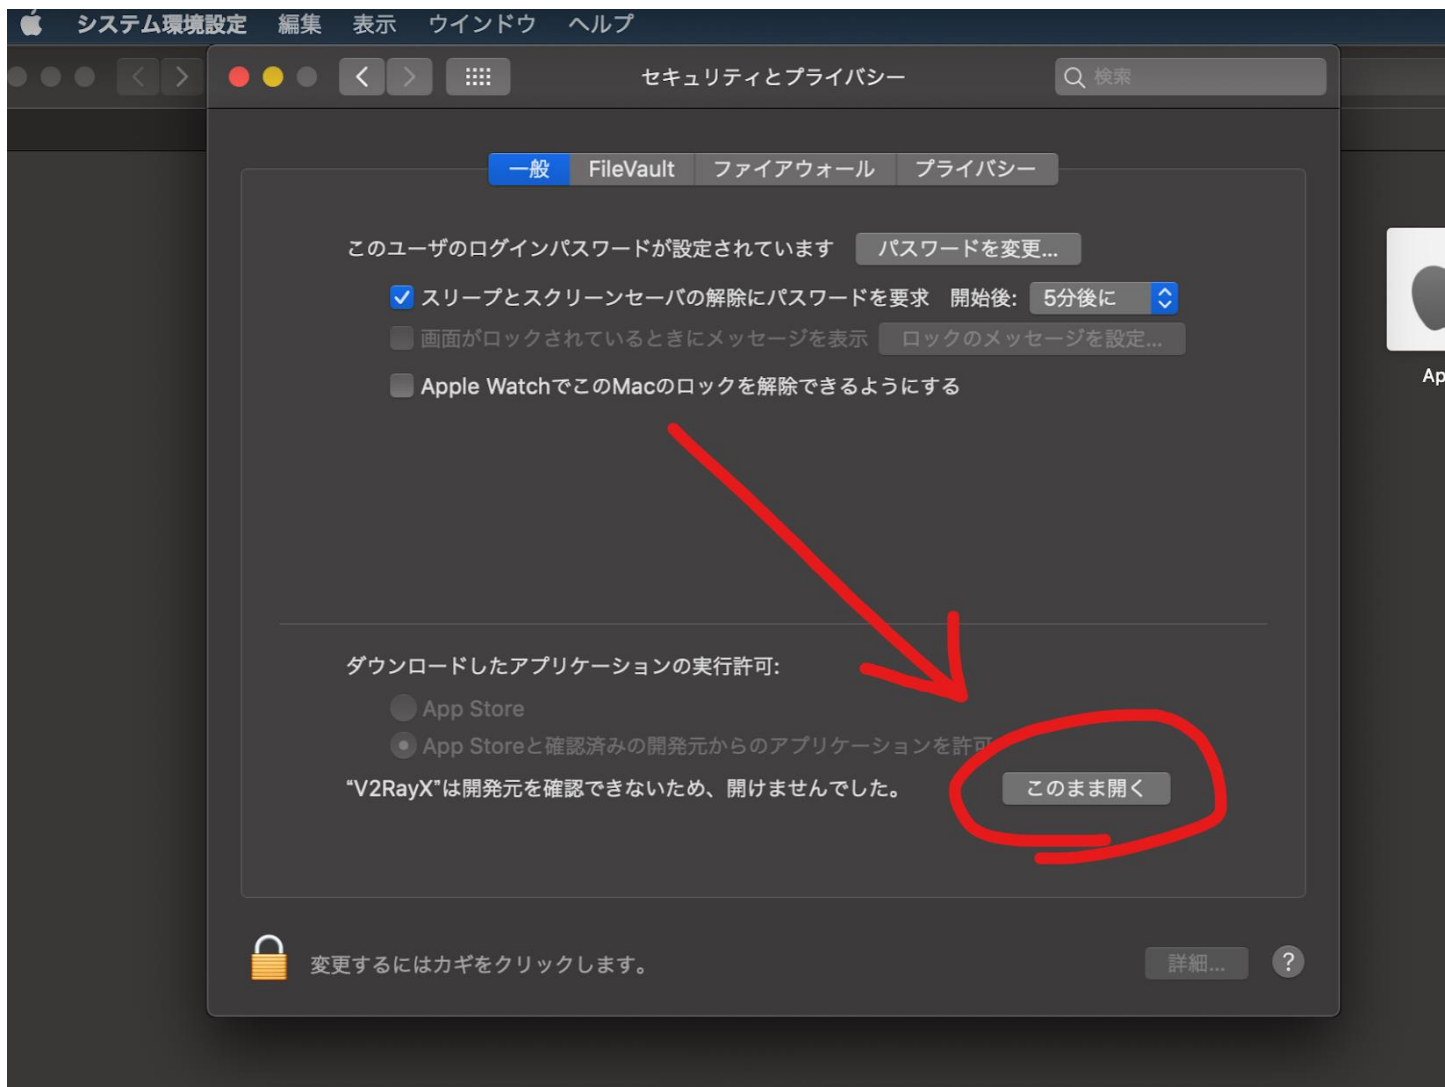 システム環境設定 編集 表示 ウインドウ ヘルプ
セキュリティとプライバシー
検索
一般 FileVault ファイアウォール プライバシー
このユーザのログインパスワードが設定されています パスワードを変更...
スリープとスクリーンセーバの解除にパスワードを要求 開始後: 5分後に
画面がロックされているときにメッセージを表示 ロックのメッセージを設定...
Apple WatchでこのMacのロックを解除できるようにする
Ap
ダウンロードしたアプリケーションの実行許可:
App Store
App Storeと確認済みの開発元からのアプリケーションを許可
“V2RayX”は開発元を確認できないため、開けませんでした。 このまま開く
変更するにはカギをクリックします。 詳細... ?